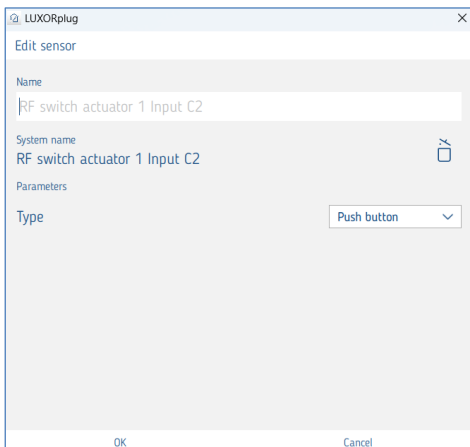 LUXORplug
Edit sensor
Name
RF switch actuator 1 Input C2
System name
RF switch actuator 1 Input C2
Parameters
Type
Push button
OK
Cancel